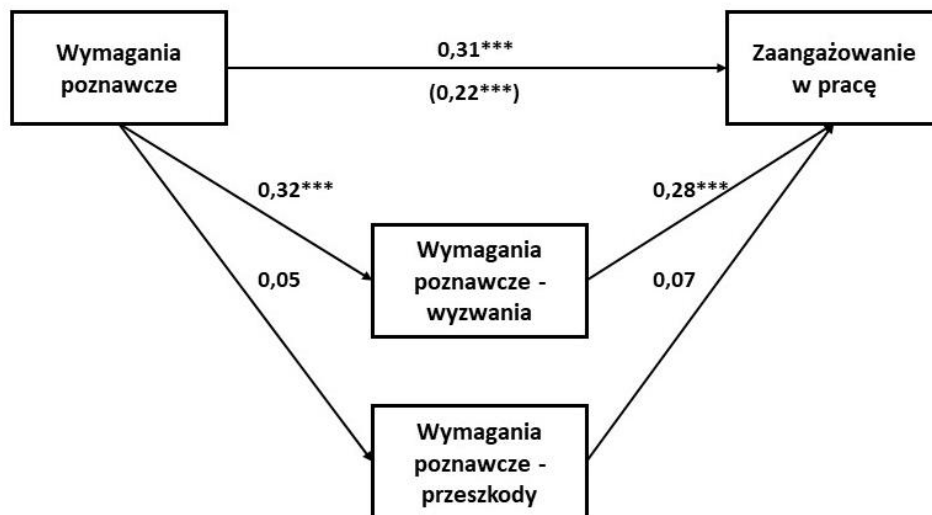 Wymagania
poznawcze
0,31***
(0,22***)
Zaangażowanie
w pracę
0,32***
0,28***
Wymagania
poznawcze -
wyzwania
0,05
0,07
Wymagania
poznawcze -
przeszkody